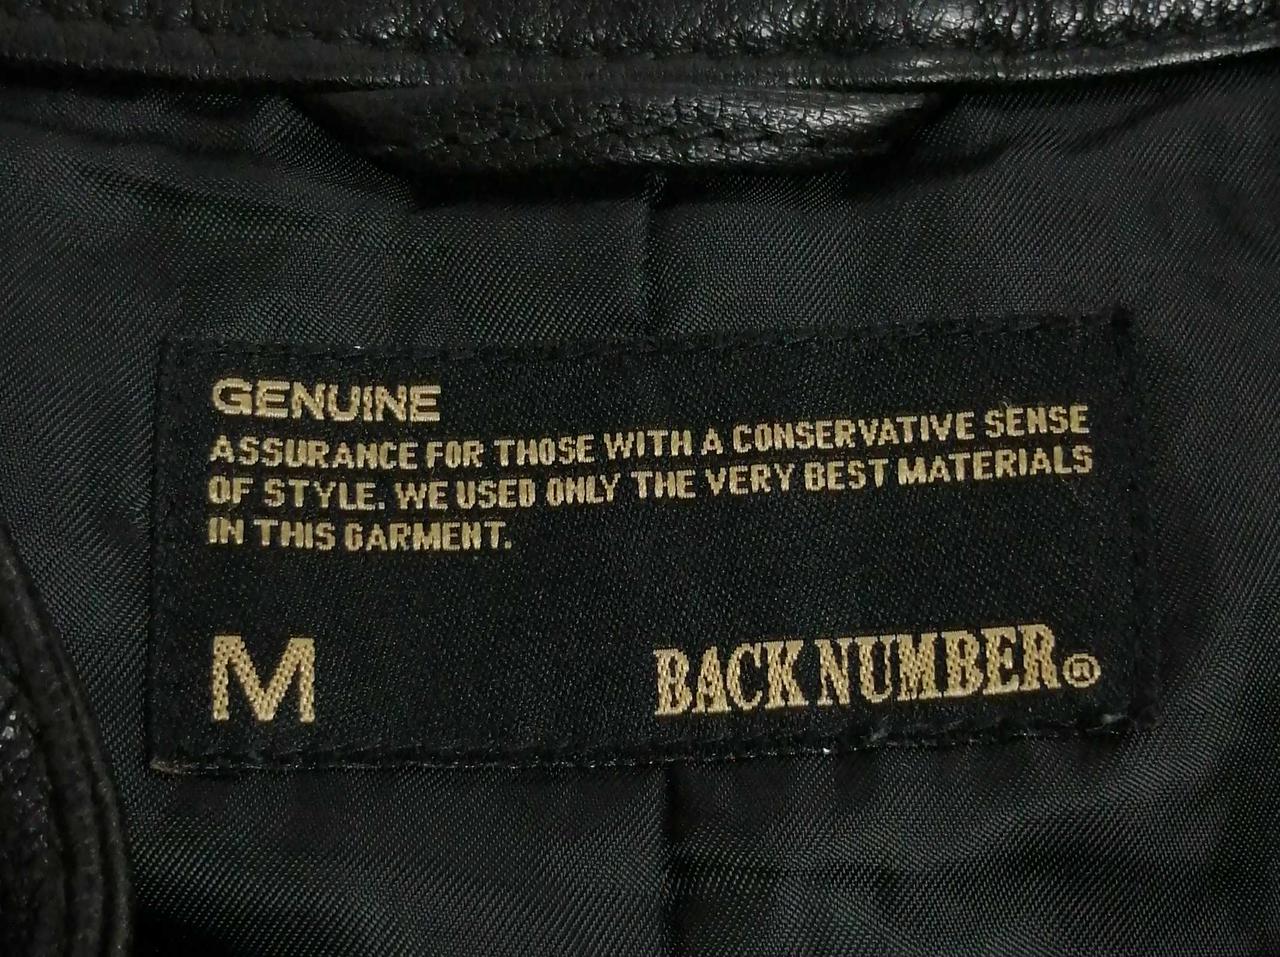 GENUINE
ASSURANCE FOR THOSE WITH A CONSERVATIVE SENSE
OF STYLE. WE USED ONLY THE VERY BEST MATERIALS
IN THIS GARMENT.
M
BACK NUMBER®